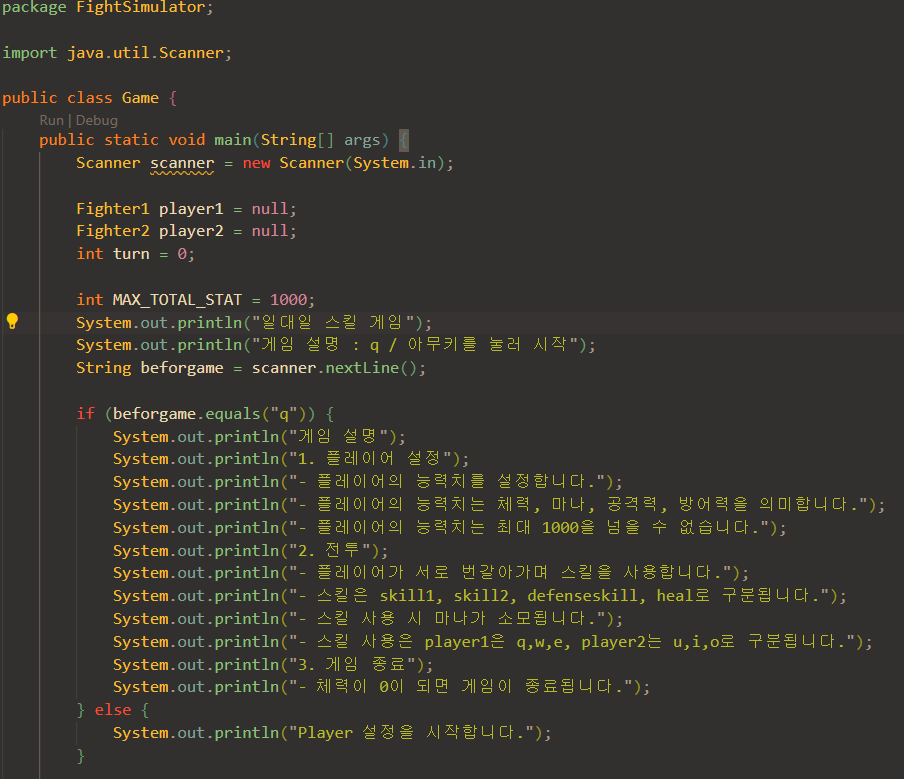 package FightSimulator;
import java.util.Scanner;
public class Game {
Run | Debug
public static void main(String[] args) {
Scanner scanner = new Scanner(System.in);
Fighter1 player1 = null;
Fighter2 player2 = null;
int turn = 0;
int MAX_TOTAL_STAT = 1000;
System.out.println("일대일 스킬 게임");
System.out.println("게임 설명 : q / 아무키를 눌러 시작");
String beforgame = scanner.nextLine();
if (beforgame.equals("q")) {
System.out.println("게임 설명");
System.out.println("1. 플레이어 설정");
System.out.println("- 플레이어의 능력치를 설정합니다.");
System.out.println("- 플레이어의 능력치는 체력, 마나, 공격력, 방어력을 의미합니다.");
System.out.println("- 플레이어의 능력치는 최대 1000을 넘을 수 없습니다.");
System.out.println("2. 전투");
System.out.println("- 플레이어가 서로 번갈아가며 스킬을 사용합니다.");
System.out.println("- 스킬은 skill1, skill2, defenseskill, heal로 구분됩니다.");
System.out.println("- 스킬 사용 시 마나가 소모됩니다.");
System.out.println("- 스킬 사용은 player1은 q,w,e, player2는 u,i,o로 구분됩니다.");
System.out.println("3. 게임 종료");
System.out.println("- 체력이 0이 되면 게임이 종료됩니다.");
} else {
System.out.println("Player 설정을 시작합니다.");
}